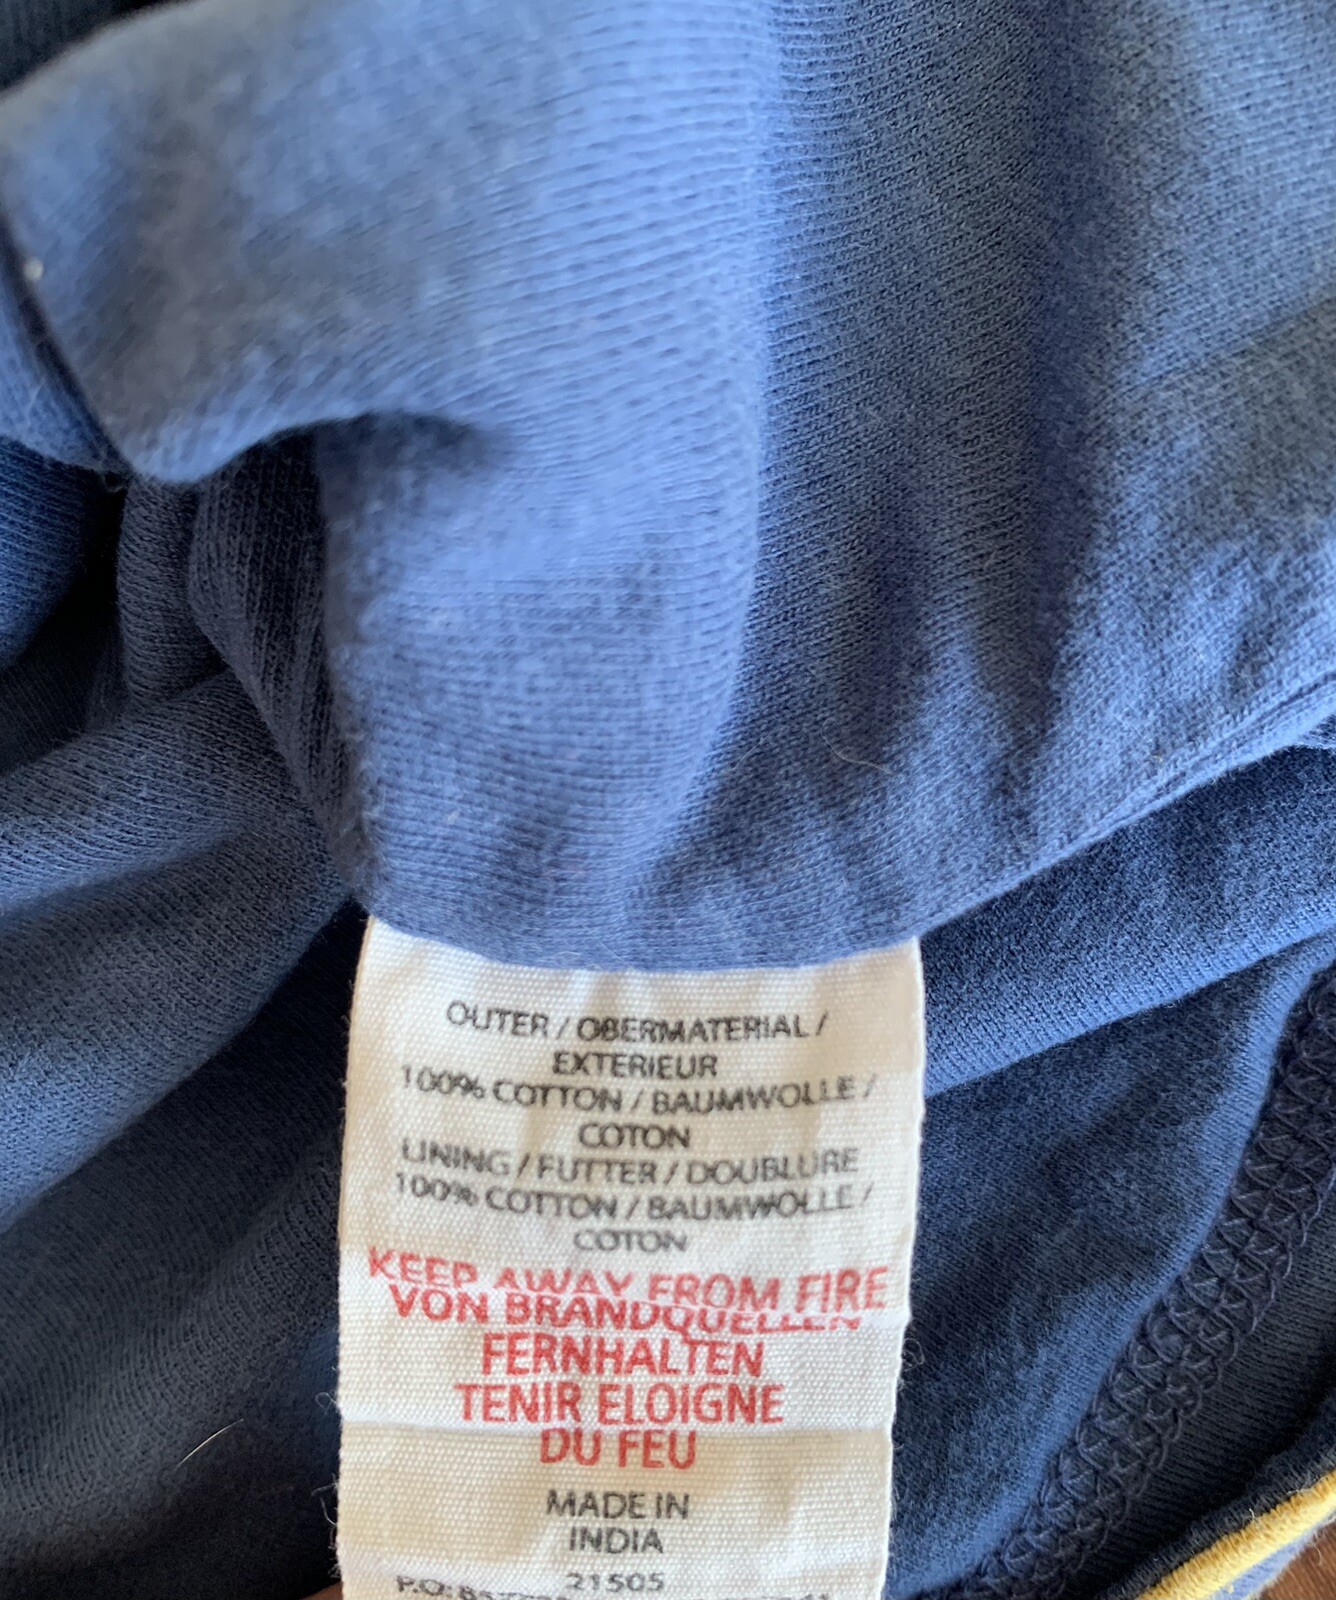 OUTER / OBERMATERIAL /
EXTERIEUR
100% COTTON / BAUMWOLLE /
COTON
LINING / FUTTER / DOUBLURE
100% COTTON / BAUMWOLLE /
COTON
KEEP AWAY FROM FIRE
VON BRANDQUELLEN
FERNHALTEN
TENIR ELOIGNE
DU FEU
MADE IN
INDIA
21505
P.O: